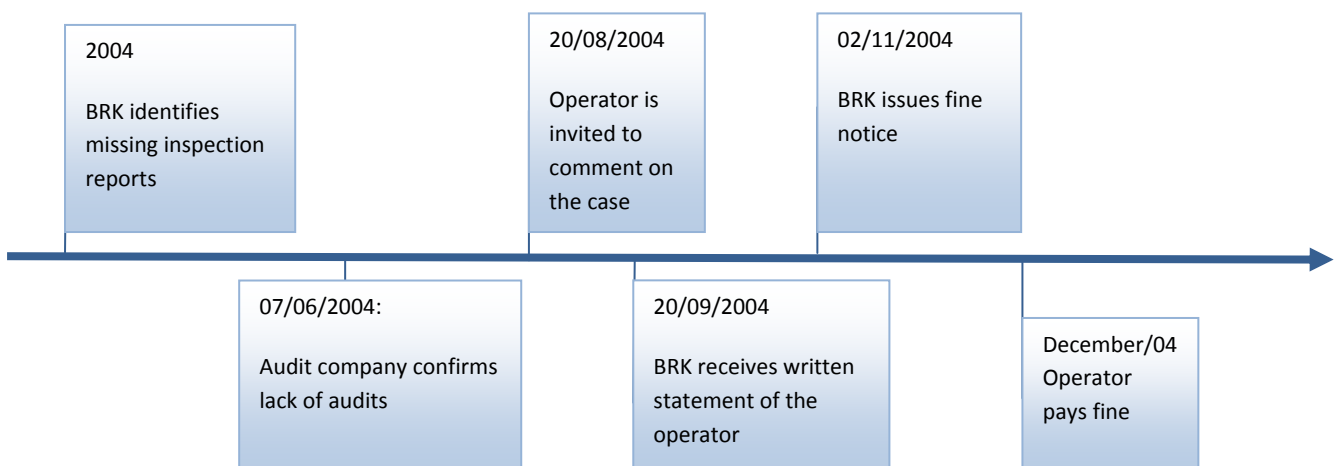 2004
BRK identifies
missing inspection
reports
07/06/2004:
Audit company confirms
lack of audits
20/08/2004
Operator is
invited to
comment on
the case
20/09/2004
BRK receives written
statement of the
operator
02/11/2004
BRK issues fine
notice
December/04
Operator
pays fine